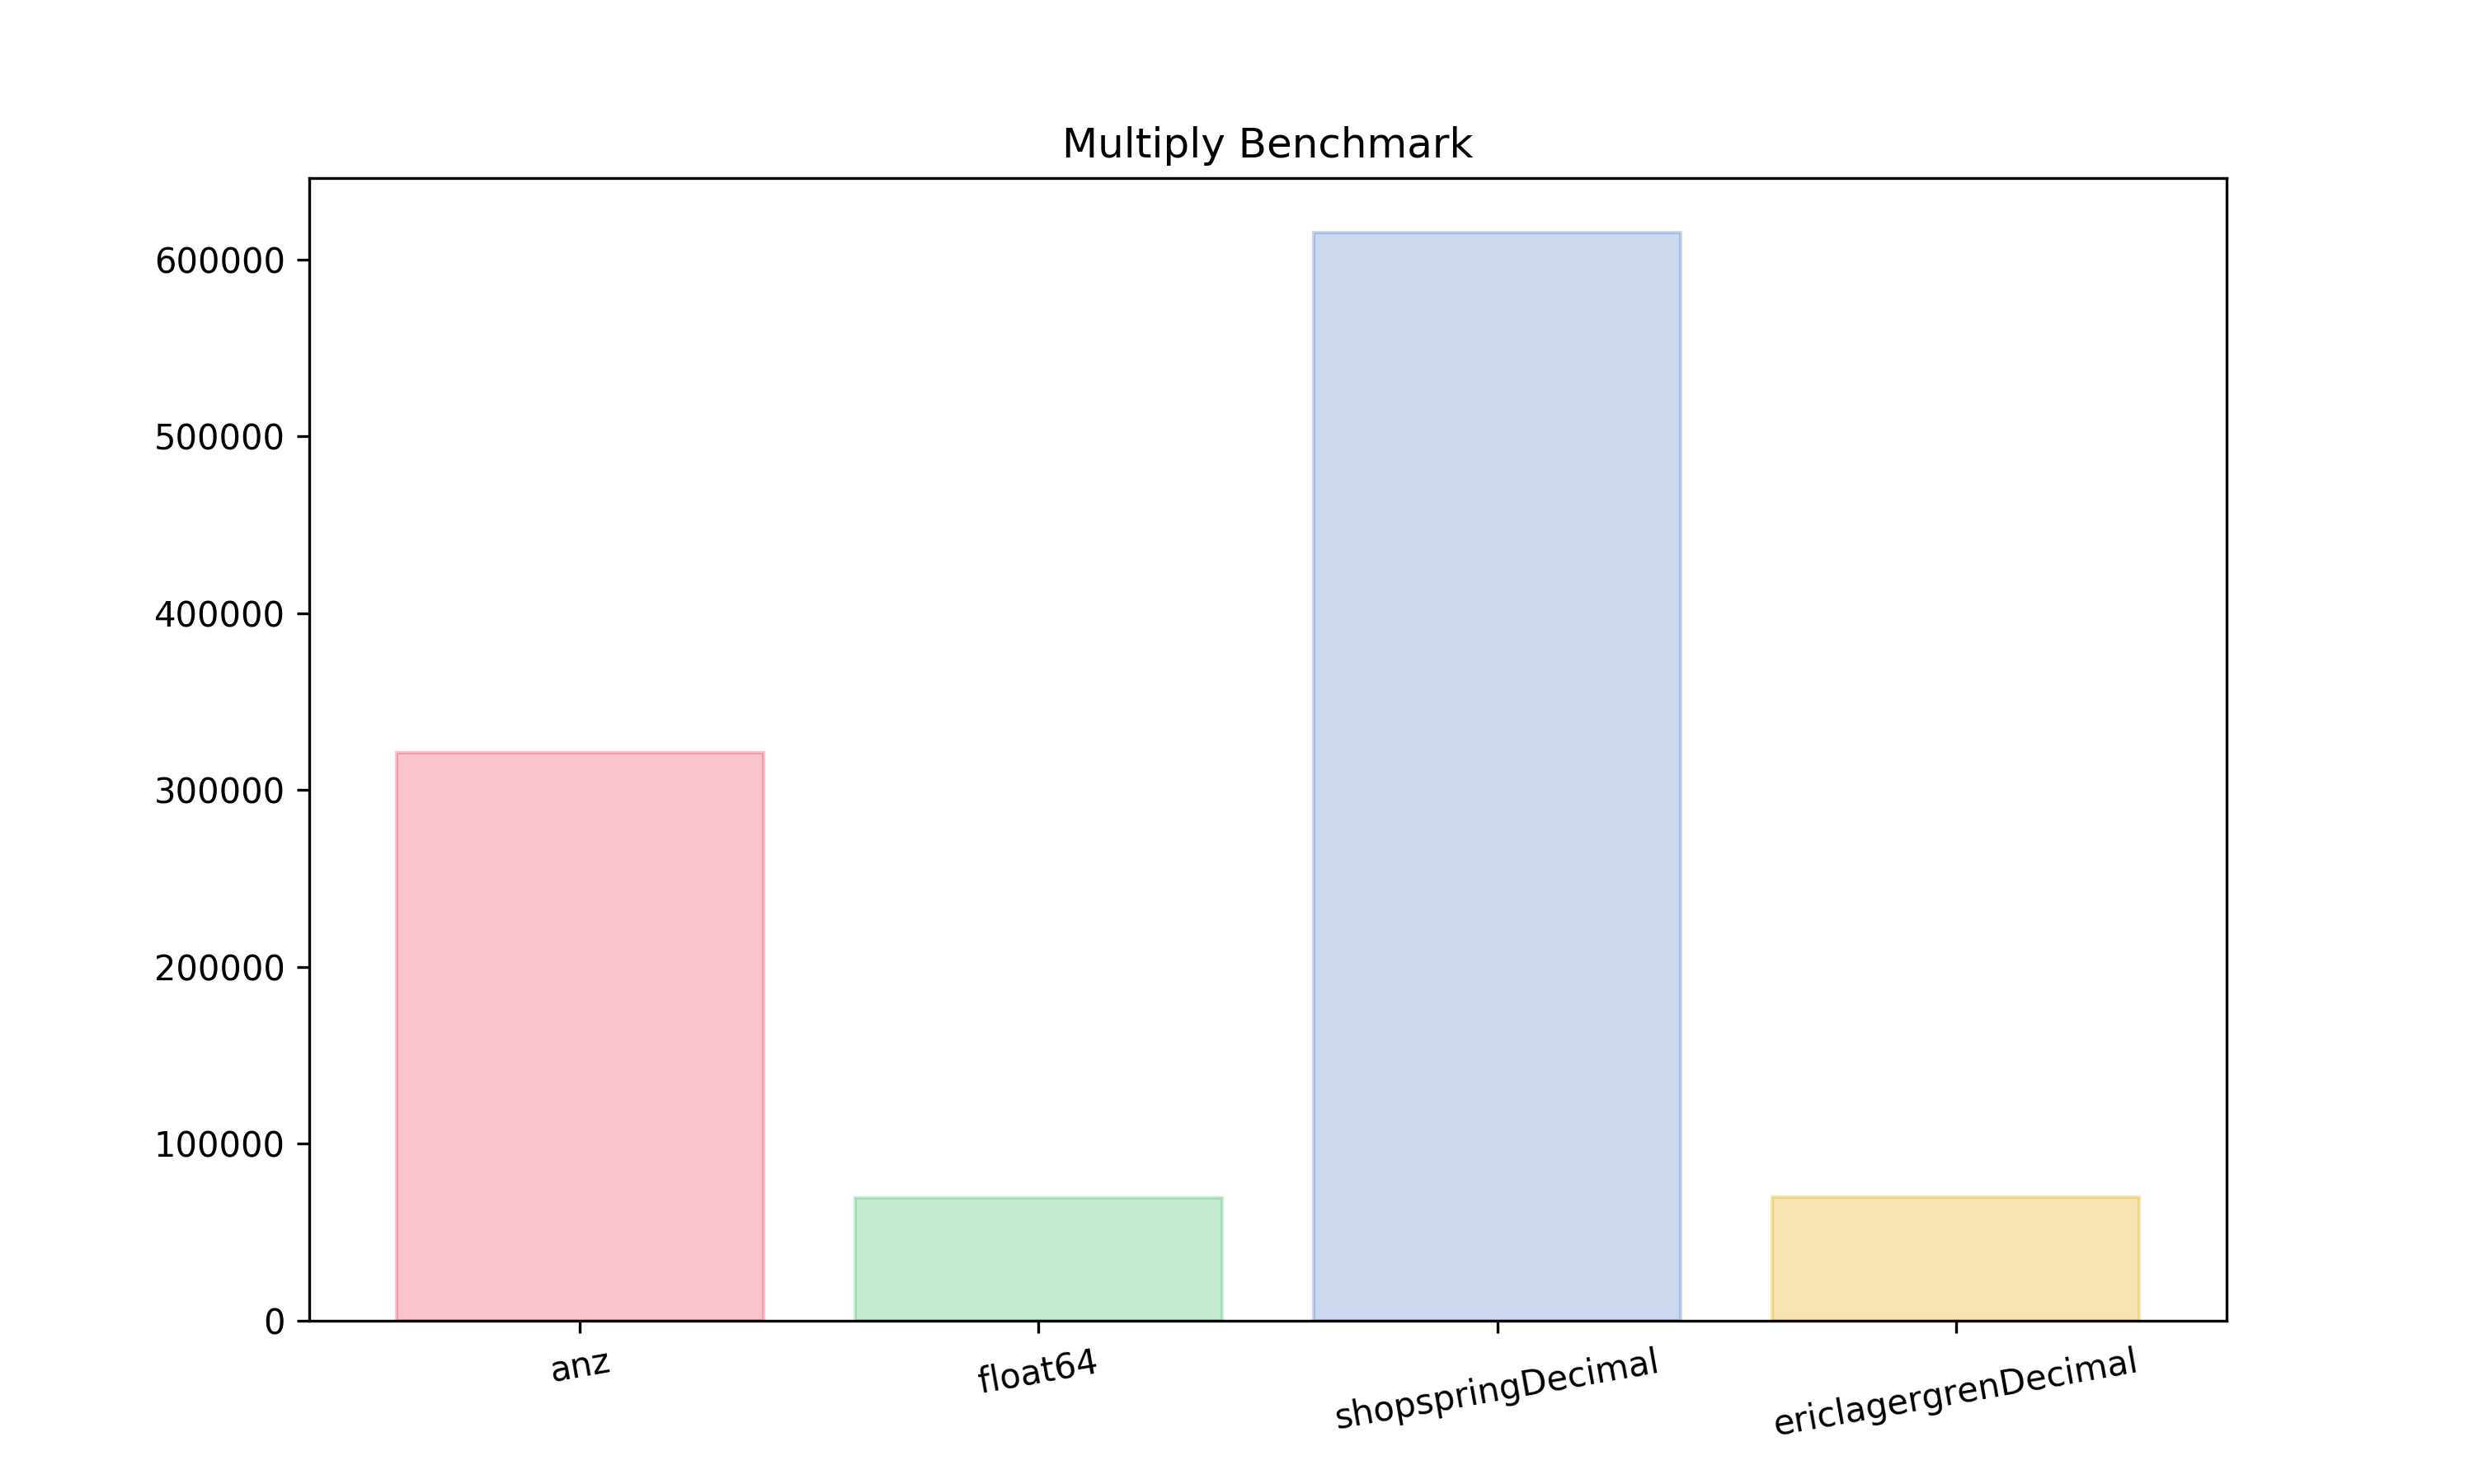 Multiply Benchmark
600000
500000
400000
300000
200000
100000
0
anz
float64
shopspringDecimal
ericlagergrenDecimal